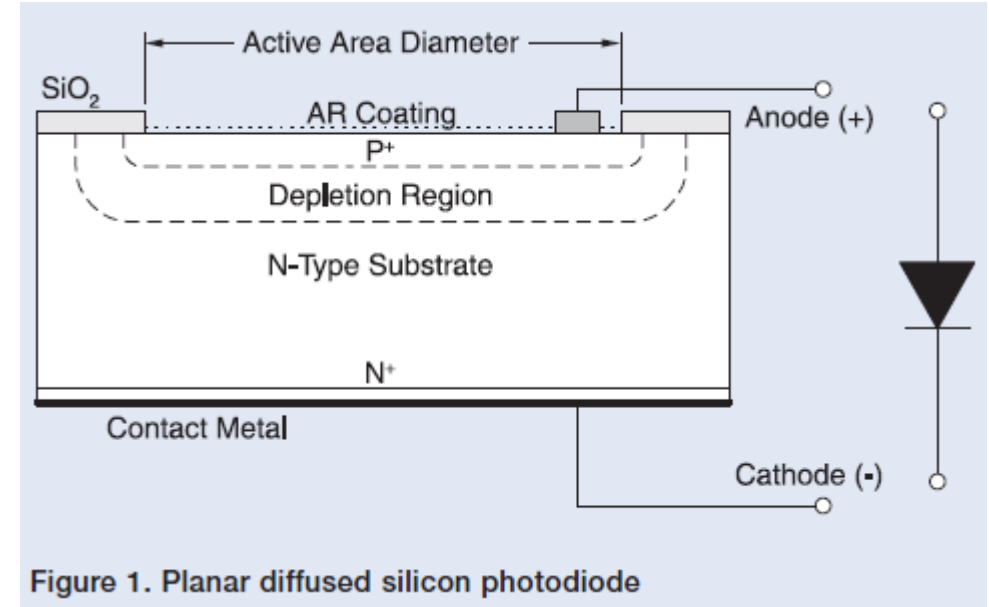 Active Area Diameter
SiO₂
AR Coating
Anode (+)
P⁺
Depletion Region
N-Type Substrate
N⁺
Contact Metal
Cathode (-)
Figure 1. Planar diffused silicon photodiode